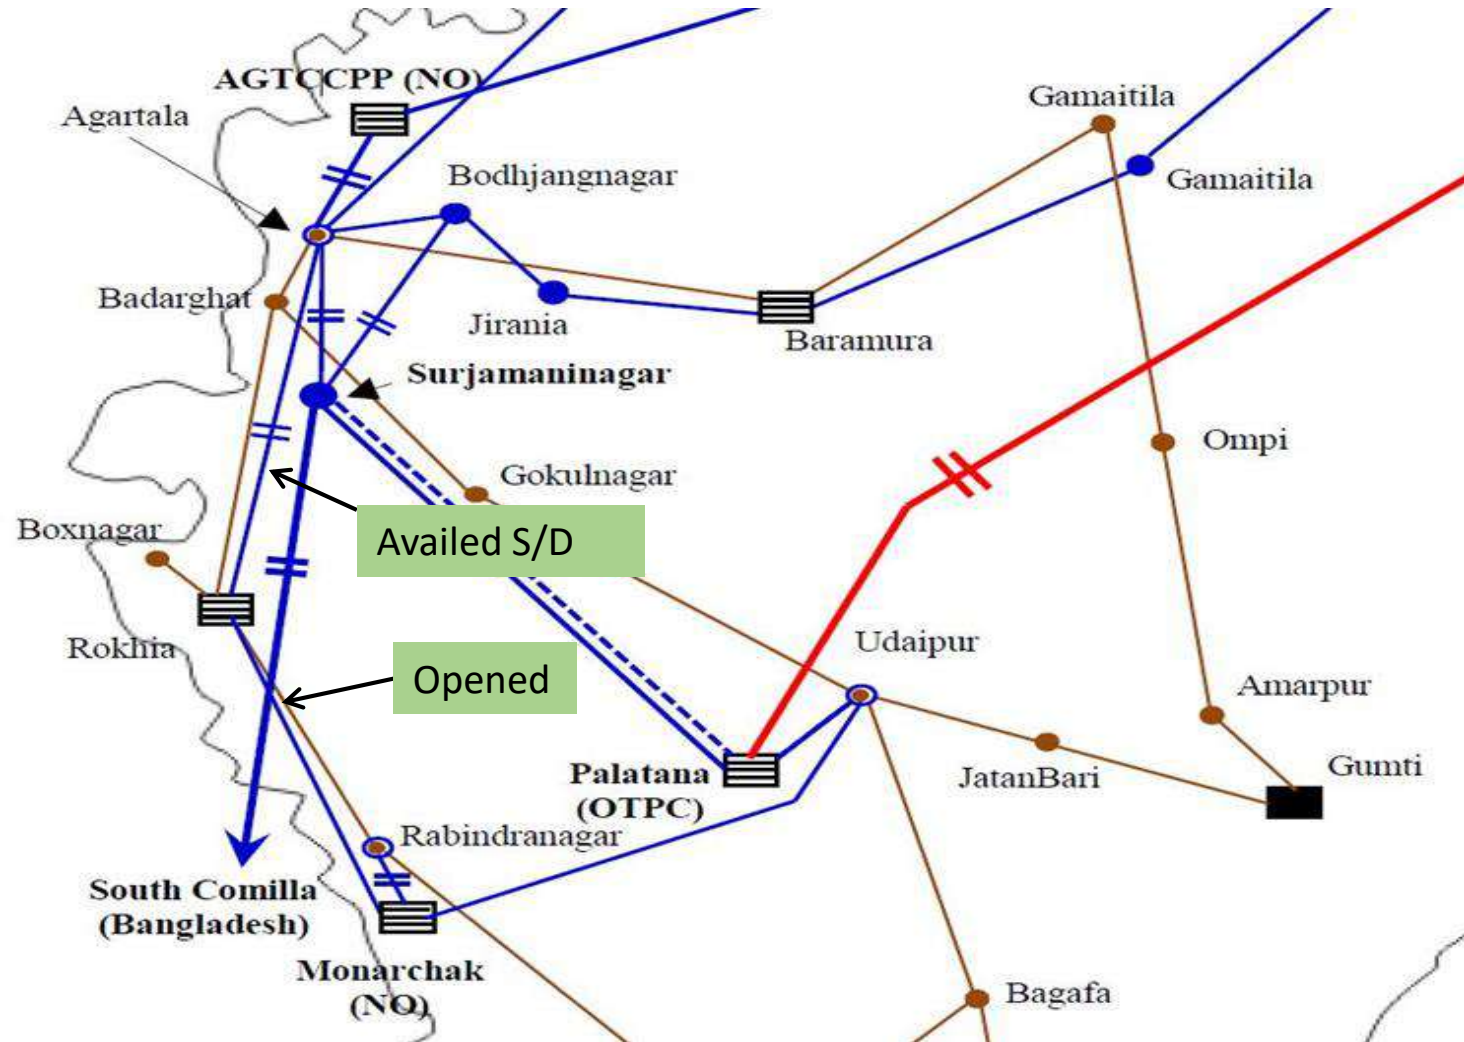 AGTCCPP (NO)
Gamaitila
Agartala
Bodhjangnagar
Gamaitila
Badarghat
Jirania
Baramura
Surjamaninagar
Ompi
Gokulnagar
Boxnagar
Availed S/D
Rokhia
Udaipur
Opened
Amarpur
Palatana
(OTPC)
JatanBari
Gumti
Rabindranagar
South Comilla
(Bangladesh)
Monarchak
(NO)
Bagafa